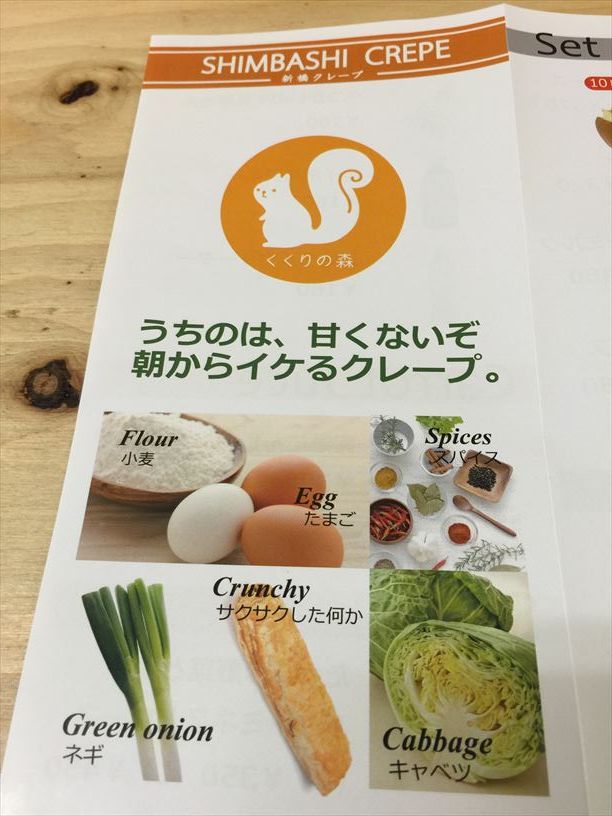 SHIMBASHI CREPE
新橋クレープ
Set
くくりの森
うちのは、甘くないぞ
朝からイケるクレープ。
Flour
小麦
Egg
たまご
Spices
スパイス
Crunchy
サクサクした何か
Green onion
ネギ
Cabbage
キャベツ